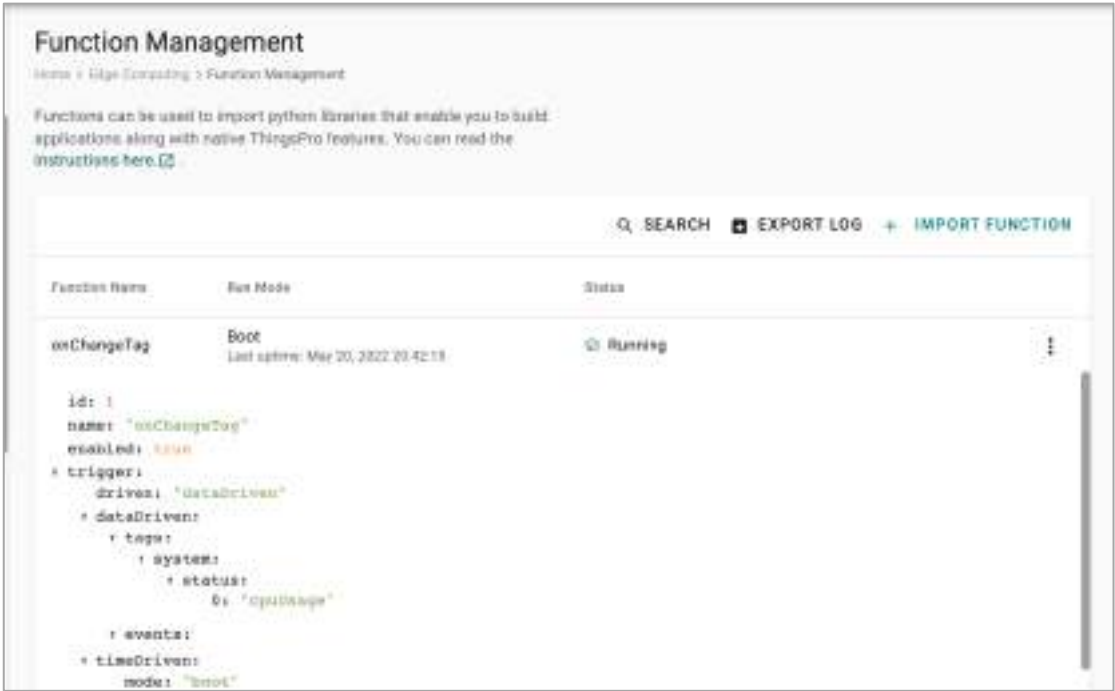 Function Management
Home > Edge Computing > Function Management
Functions can be used to import python libraries that enable you to build
applications along with native ThingsPro features. You can read the
instructions here.
SEARCH EXPORT LOG + IMPORT FUNCTION
Function Name Run Mode Status
onChangeTag Boot Running
Last uptime: May 20, 2022 20:42:19
id: 1
name: "onChangeTag"
enabled: true
trigger:
driven: "dataDriven"
dataDriven:
tags:
system:
status:
0: "cpuUsage"
events:
timeDriven:
mode: "boot"